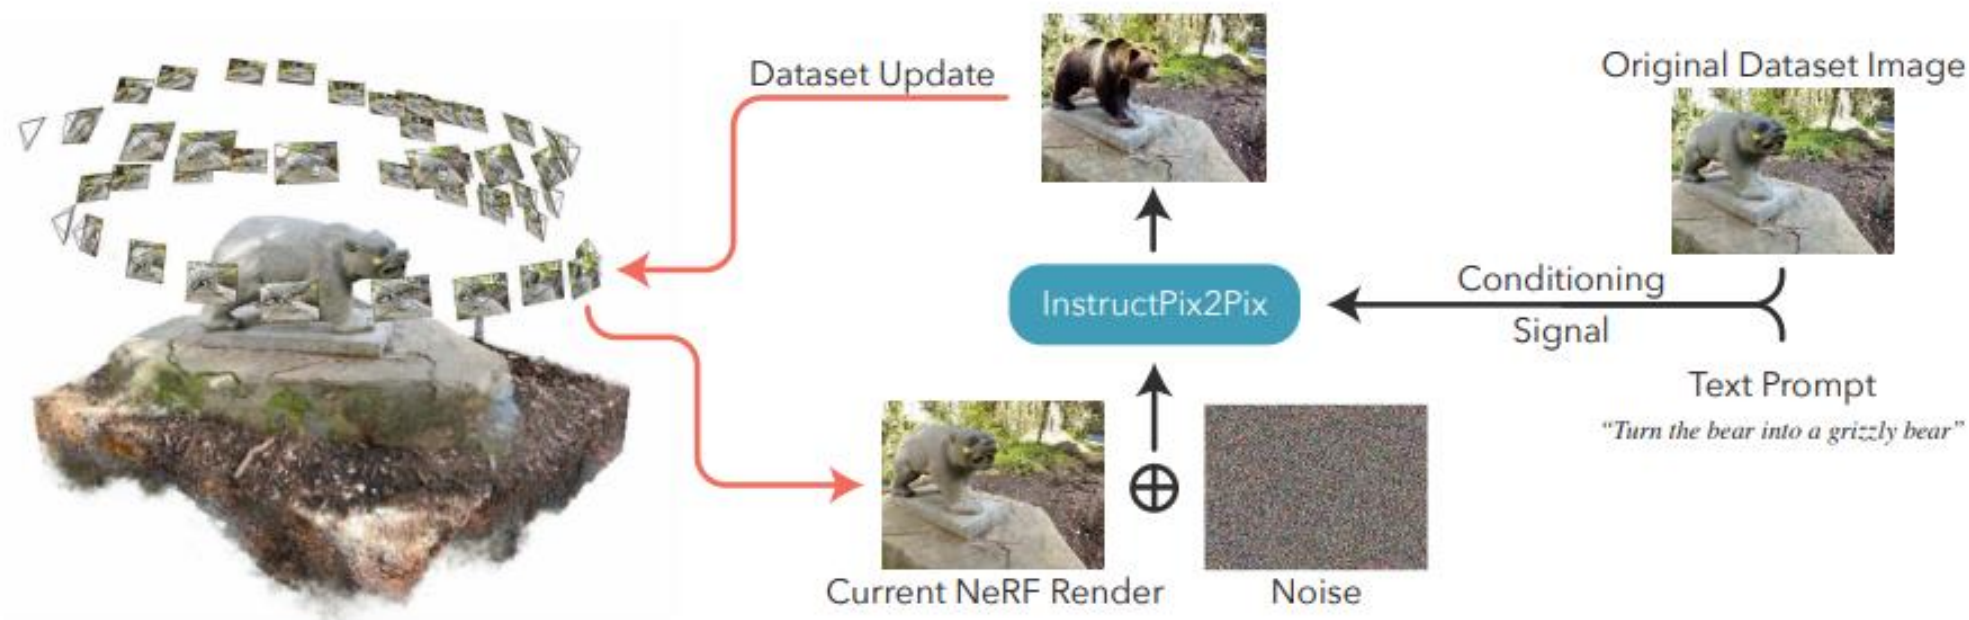 Dataset Update
Original Dataset Image
InstructPix2Pix
Conditioning
Signal
Text Prompt
“Turn the bear into a grizzly bear”
Current NeRF Render
Noise